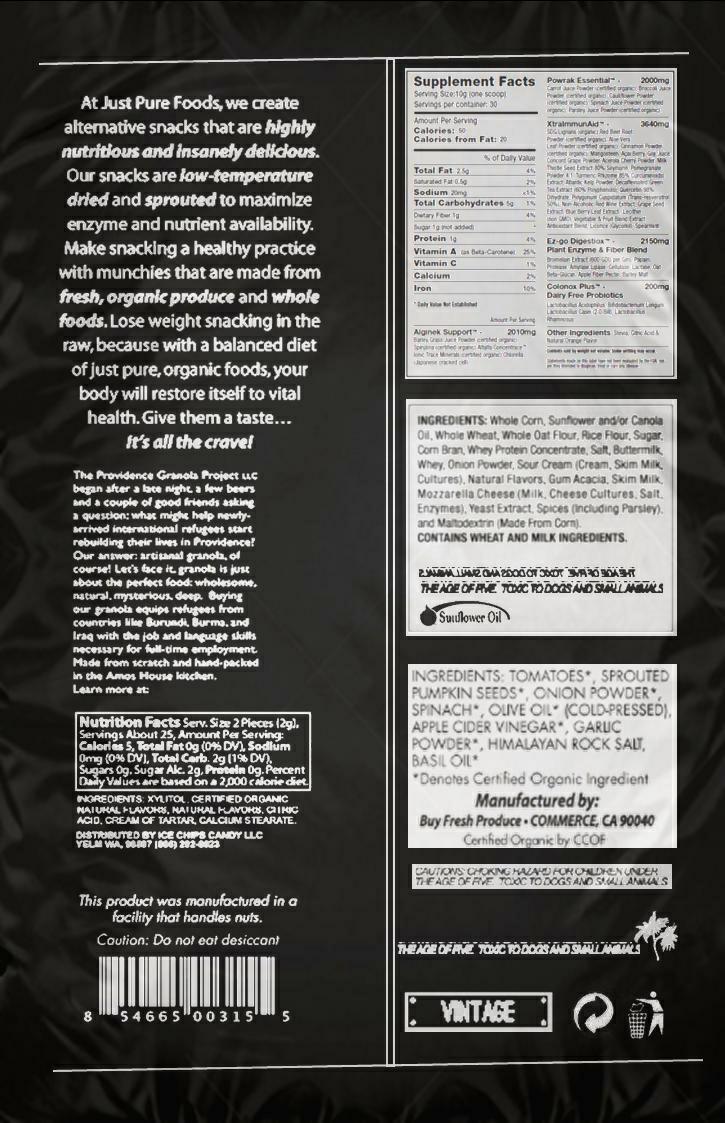 At Just Pure Foods, we create
alternative snacks that are highly
nutritious and insanely delicious.
Our snacks are low-temperature
dried and sprouted to maximize
enzyme and nutrient availability.
Make snacking a healthy practice
with munchies that are made from
fresh, organic produce and whole
foods. Lose weight snacking in the
raw, because with a balanced diet
of just pure, organic foods, your
body will restore itself to vital
health. Give them a taste...
It's all the crave!
The Providence Granola Project LLC
began after a late night, a few beers
and a couple of good friends asking
a question: what might help newly-
arrived international refugees start
rebuilding their lives in Providence?
Our answer: artisanal granola, of
course! Let's face it, granola is just
about the perfect food: wholesome,
natural, mysterious, deep. Buying
our granola equips refugees from
countries like Burundi, Burma, and
Iraq with the job and language skills
necessary for full-time employment.
Made from scratch and hand-packed
in the Amos House kitchen.
Learn more at:
Nutrition Facts Serv. Size 2 Pieces (2g),
Servings About 25, Amount Per Serving:
Calories 5, Total Fat 0g (0% DV), Sodium
0mg (0% DV), Total Carb. 2g (1% DV),
Sugars 0g, Sugar Alc. 2g, Protein 0g. Percent
Daily Values are based on a 2,000 calorie diet.
INGREDIENTS: XYLITOL, CERTIFIED ORGANIC
NATURAL FLAVORS, NATURAL FLAVORS, CITRIC
ACID, CREAM OF TARTAR, CALCIUM STEARATE.
DISTRIBUTED BY ICE CHIPS CANDY LLC
YELM WA,
This product was manufactured in a
facility that handles nuts.
Caution: Do not eat desiccant
8 54665 00315 5
Supplement Facts
Serving Size:10g (one scoop)
Servings per container: 30
Amount Per Serving
Calories: 50
Calories from Fat: 20
% of Daily Value
Total Fat 2.5g 4%
Saturated Fat 0.5g 2%
Sodium 20mg <1%
Total Carbohydrates 5g 1%
Dietary Fiber 1g 4%
Sugar 1g (not added) *
Protein 1g 4%
Vitamin A (as Beta-Carotene) 25%
Vitamin C 1%
Calcium 2%
Iron 10%
* Daily Value Not Established
Amount Per Serving
Alginek Support™ - 2010mg
Powrak Essential™ - 2000mg
XtraImmunAid™ - 3640mg
Ez-go Digestiox™ - 2150mg
Plant Enzyme & Fiber Blend
Colonox Plus™ - 200mg
Dairy Free Probiotics
Other Ingredients: Stevia, Citric Acid &
Natural Orange Flavor
INGREDIENTS: Whole Corn, Sunflower and/or Canola
Oil, Whole Wheat, Whole Oat Flour, Rice Flour, Sugar,
Corn Bran, Whey Protein Concentrate, Salt, Buttermilk,
Whey, Onion Powder, Sour Cream (Cream, Skim Milk,
Cultures), Natural Flavors, Gum Acacia, Skim Milk,
Mozzarella Cheese (Milk, Cheese Cultures, Salt,
Enzymes), Yeast Extract, Spices (Including Parsley),
and Maltodextrin (Made From Corn).
CONTAINS WHEAT AND MILK INGREDIENTS.
THE AGE OF FIVE. TOXIC TO DOGS AND SMALL ANIMALS
Sunflower Oil
INGREDIENTS: TOMATOES*, SPROUTED
PUMPKIN SEEDS*, ONION POWDER*,
SPINACH*, OLIVE OIL* (COLD-PRESSED),
APPLE CIDER VINEGAR*, GARLIC
POWDER*, HIMALAYAN ROCK SALT,
BASIL OIL*
*Denotes Certified Organic Ingredient
Manufactured by:
Buy Fresh Produce • COMMERCE, CA 90040
Certified Organic by CCOF
CAUTIONS: CHOKING HAZARD FOR CHILDREN UNDER
THE AGE OF FIVE. TOXIC TO DOGS AND SMALL ANIMALS
THE AGE OF FIVE. TOXIC TO DOGS AND SMALL ANIMALS
VINTAGE